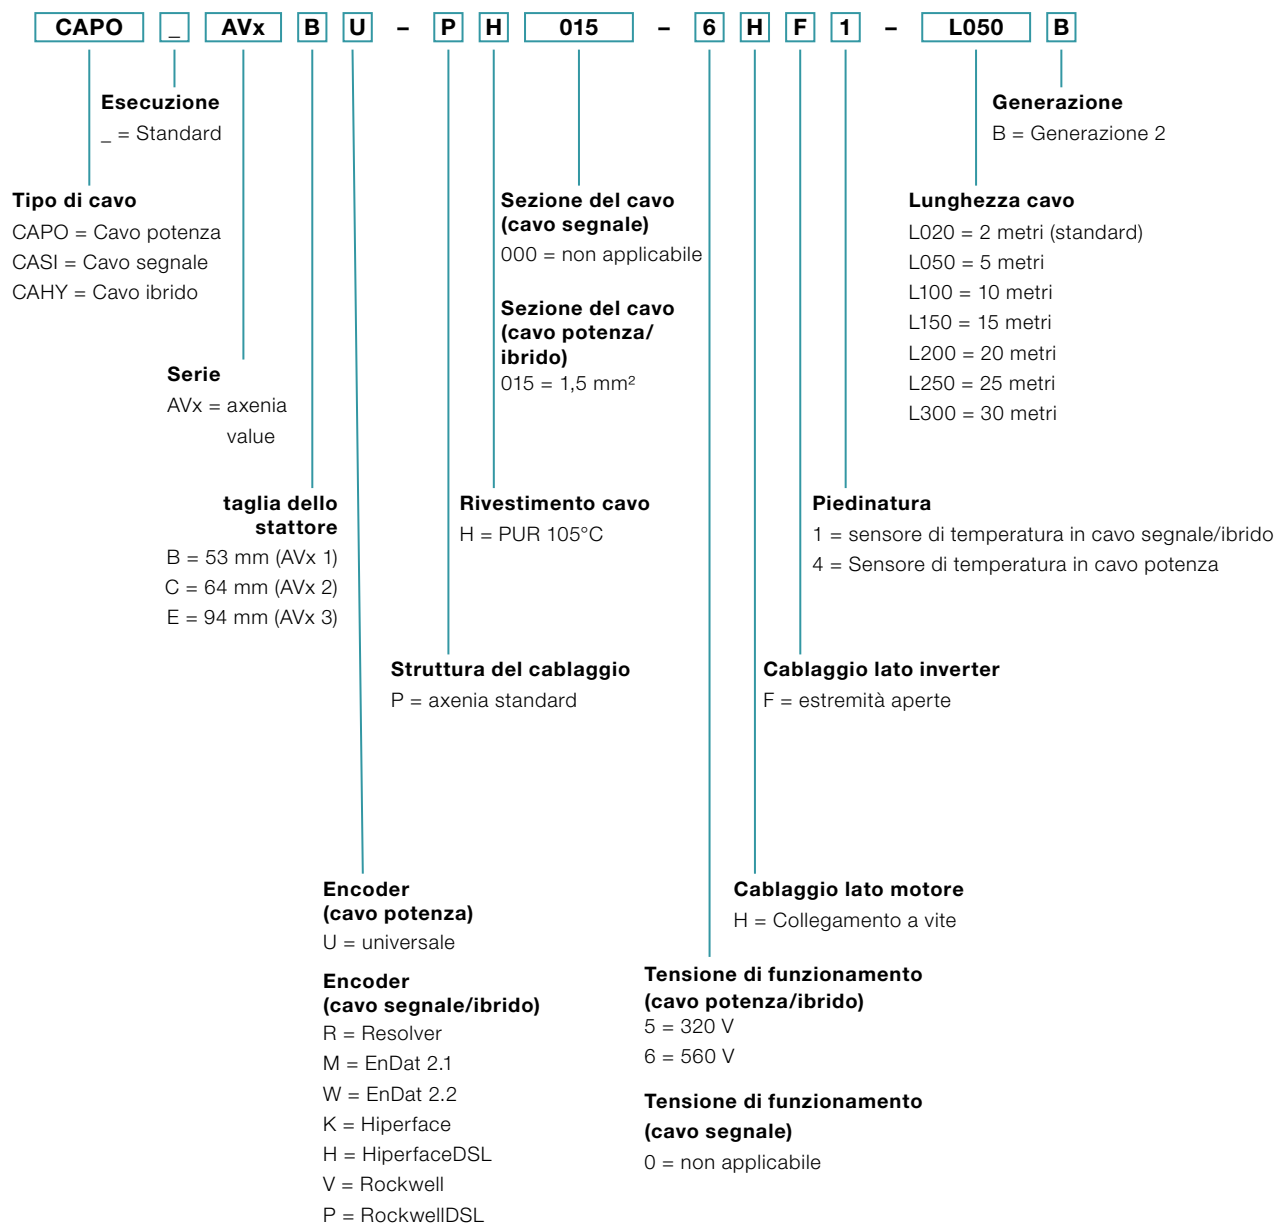 CAPO _ AVx B U – P H 015 – 6 H F 1 – L050 B
Esecuzione
_ = Standard
Generazione
B = Generazione 2
Tipo di cavo
CAPO = Cavo potenza
CASI = Cavo segnale
CAHY = Cavo ibrido
Sezione del cavo
(cavo segnale)
000 = non applicabile
Sezione del cavo
(cavo potenza/
ibrido)
015 = 1,5 mm²
Lunghezza cavo
L020 = 2 metri (standard)
L050 = 5 metri
L100 = 10 metri
L150 = 15 metri
L200 = 20 metri
L250 = 25 metri
L300 = 30 metri
Serie
AVx = axenia
value
taglia dello
stattore
B = 53 mm (AVx 1)
C = 64 mm (AVx 2)
E = 94 mm (AVx 3)
Rivestimento cavo
H = PUR 105°C
Piedinatura
1 = sensore di temperatura in cavo segnale/ibrido
4 = Sensore di temperatura in cavo potenza
Struttura del cablaggio
P = axenia standard
Cablaggio lato inverter
F = estremità aperte
Encoder
(cavo potenza)
U = universale
Encoder
(cavo segnale/ibrido)
R = Resolver
M = EnDat 2.1
W = EnDat 2.2
K = Hiperface
H = HiperfaceDSL
V = Rockwell
P = RockwellDSL
Cablaggio lato motore
H = Collegamento a vite
Tensione di funzionamento
(cavo potenza/ibrido)
5 = 320 V
6 = 560 V
Tensione di funzionamento
(cavo segnale)
0 = non applicabile